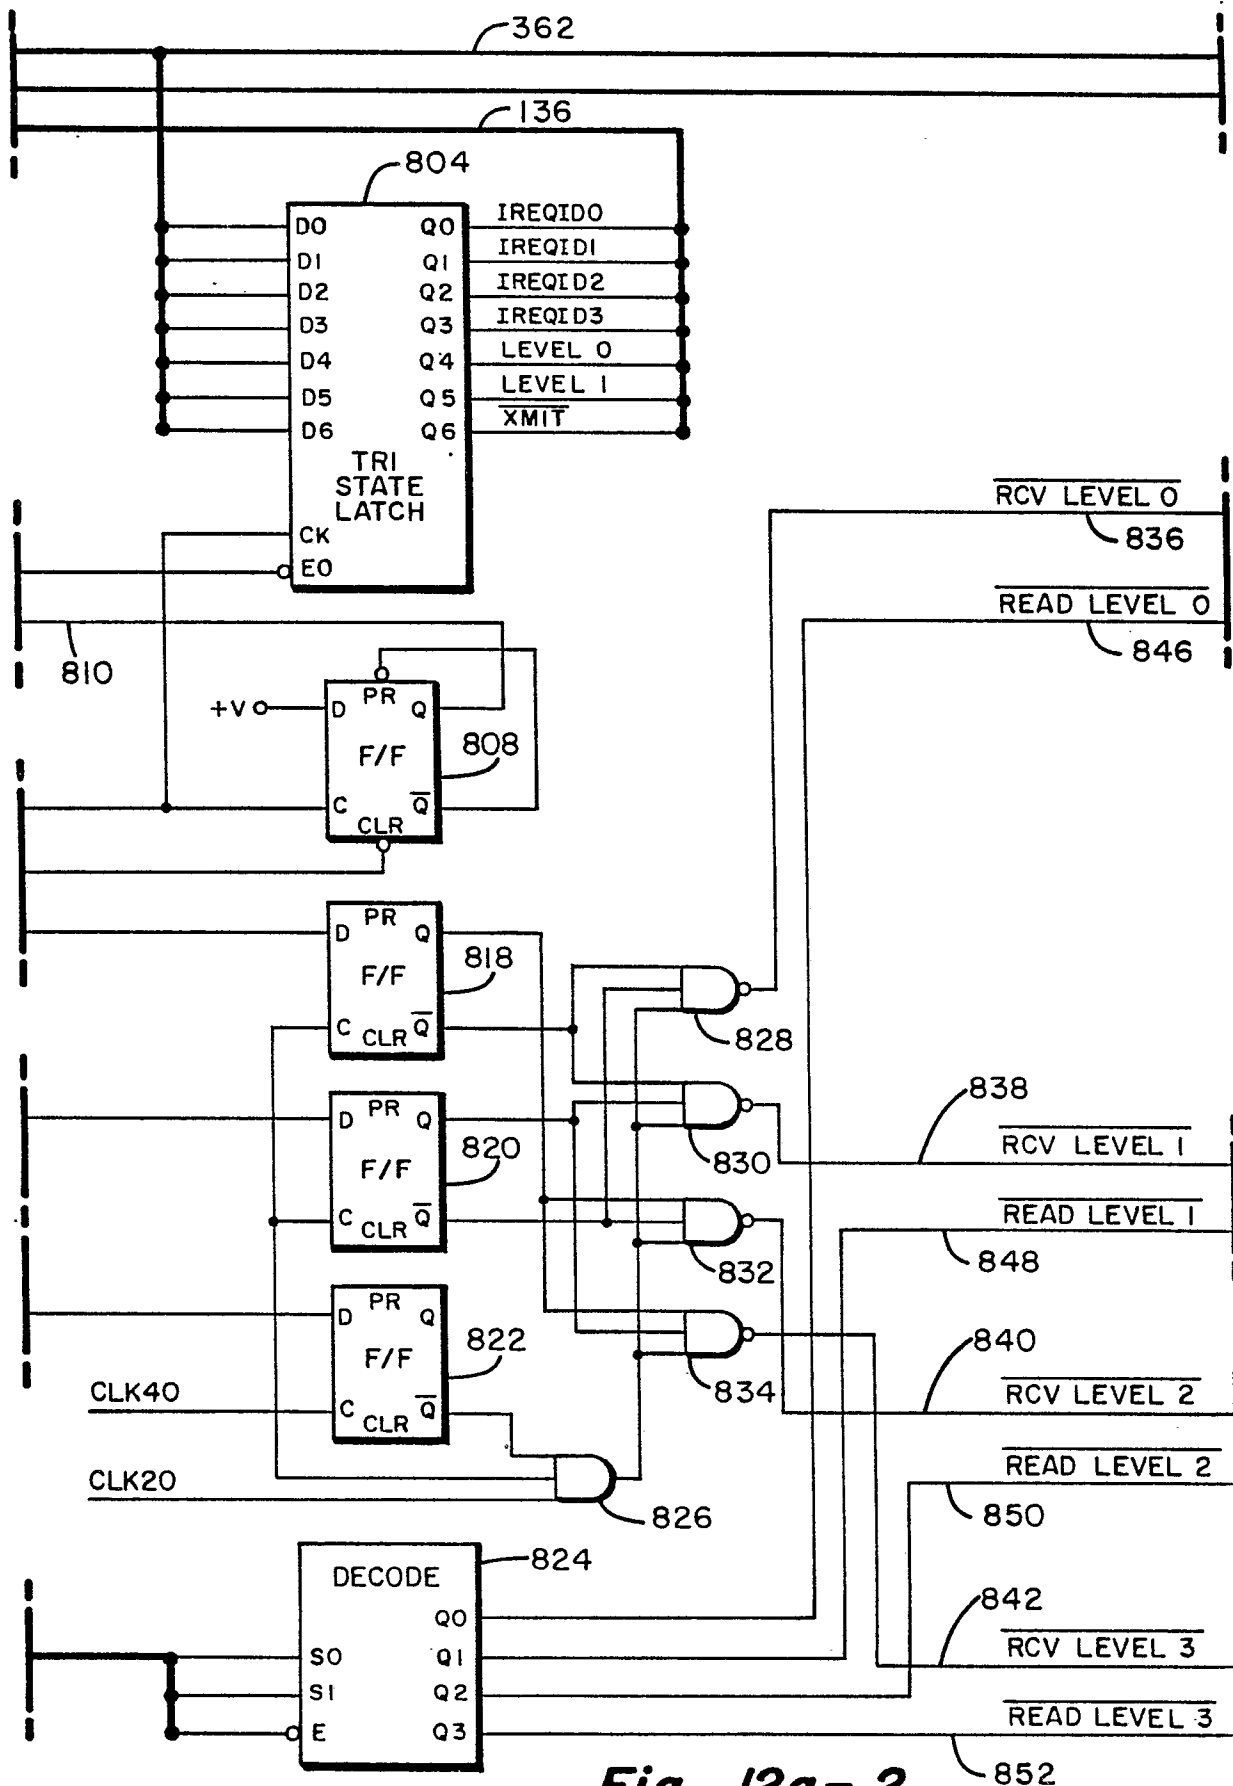 362
136
804
D0 Q0 IREQID0
D1 Q1 IREQID1
D2 Q2 IREQID2
D3 Q3 IREQID3
D4 Q4 LEVEL 0
D5 Q5 LEVEL 1
D6 Q6 XMIT
TRI
STATE
LATCH
CK
EO
RCV LEVEL 0
836
READ LEVEL 0
846
810
PR
+V D Q
F/F 808
C Q
CLR
PR
D Q
F/F 818
C CLR Q
828
PR
D Q
F/F 820
C CLR Q
830
838
RCV LEVEL 1
READ LEVEL 1
848
832
PR
D Q
F/F 822
C CLR Q
834
840
RCV LEVEL 2
CLK40
CLK20
826
READ LEVEL 2
850
DECODE 824
Q0
S0 Q1
S1 Q2
E Q3
842
RCV LEVEL 3
READ LEVEL 3
852
Fig. 12a-2